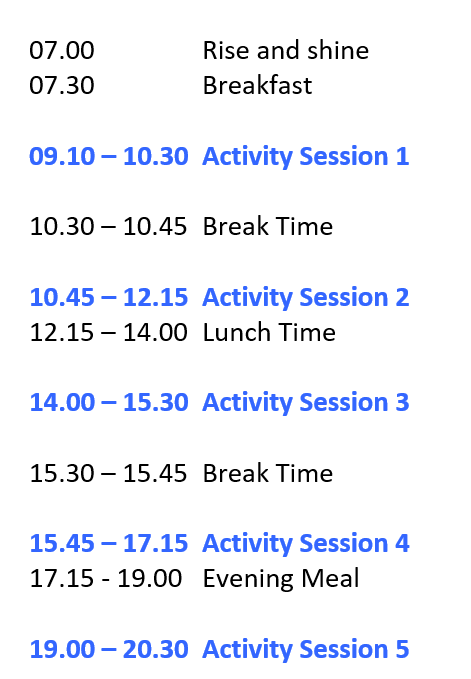 07.00 Rise and shine
07.30 Breakfast
09.10 – 10.30 Activity Session 1
10.30 – 10.45 Break Time
10.45 – 12.15 Activity Session 2
12.15 – 14.00 Lunch Time
14.00 – 15.30 Activity Session 3
15.30 – 15.45 Break Time
15.45 – 17.15 Activity Session 4
17.15 - 19.00 Evening Meal
19.00 – 20.30 Activity Session 5